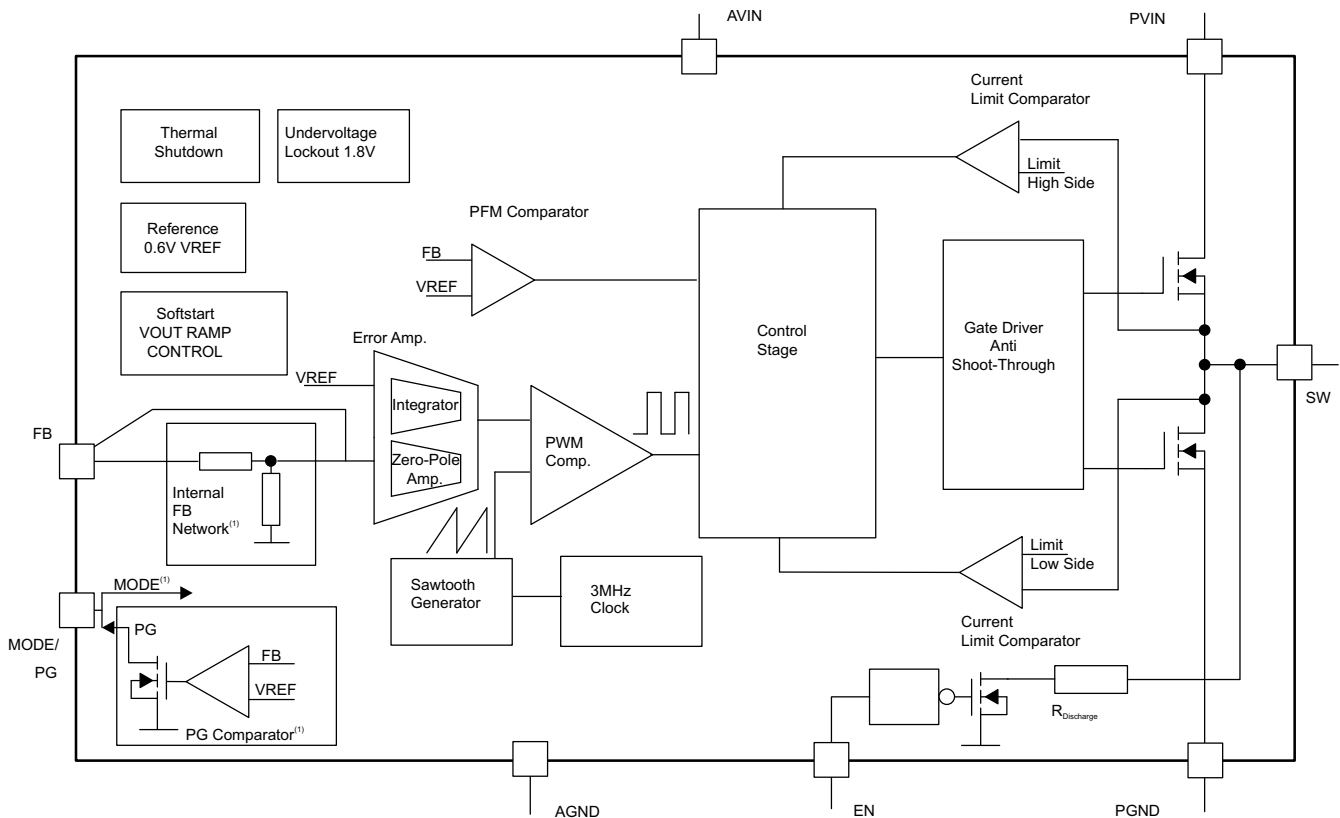 AVIN
PVIN
Current
Limit Comparator
Thermal
Shutdown
Undervoltage
Lockout 1.8V
Limit
High Side
Reference
0.6V VREF
PFM Comparator
FB
VREF
Softstart
VOUT RAMP
CONTROL
Control
Stage
Gate Driver
Anti
Shoot-Through
Error Amp.
VREF
Integrator
Zero-Pole
Amp.
PWM
Comp.
SW
FB
Internal
FB
Network(1)
Sawtooth
Generator
3MHz
Clock
Limit
Low Side
Current
Limit Comparator
MODE(1)
MODE/
PG
PG
FB
VREF
PG Comparator(1)
RDischarge
AGND
EN
PGND